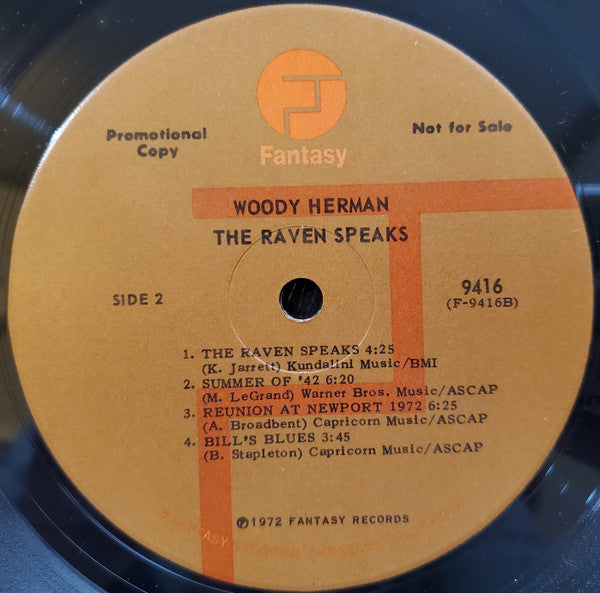 Promotional
Copy
Not for Sale
Fantasy
WOODY HERMAN
THE RAVEN SPEAKS
SIDE 2
9416
(F-9416B)
1. THE RAVEN SPEAKS 4:25
(K. Jarrett) Kundalini Music/BMI
2. SUMMER OF '42 6:20
(M. LeGrand) Warner Bros. Music/ASCAP
3. REUNION AT NEWPORT 1972 6:25
(A. Broadbent) Capricorn Music/ASCAP
4. BILL'S BLUES 3:45
(B. Stapleton) Capricorn Music/ASCAP
℗1972 FANTASY RECORDS
FANTASY RECORDS